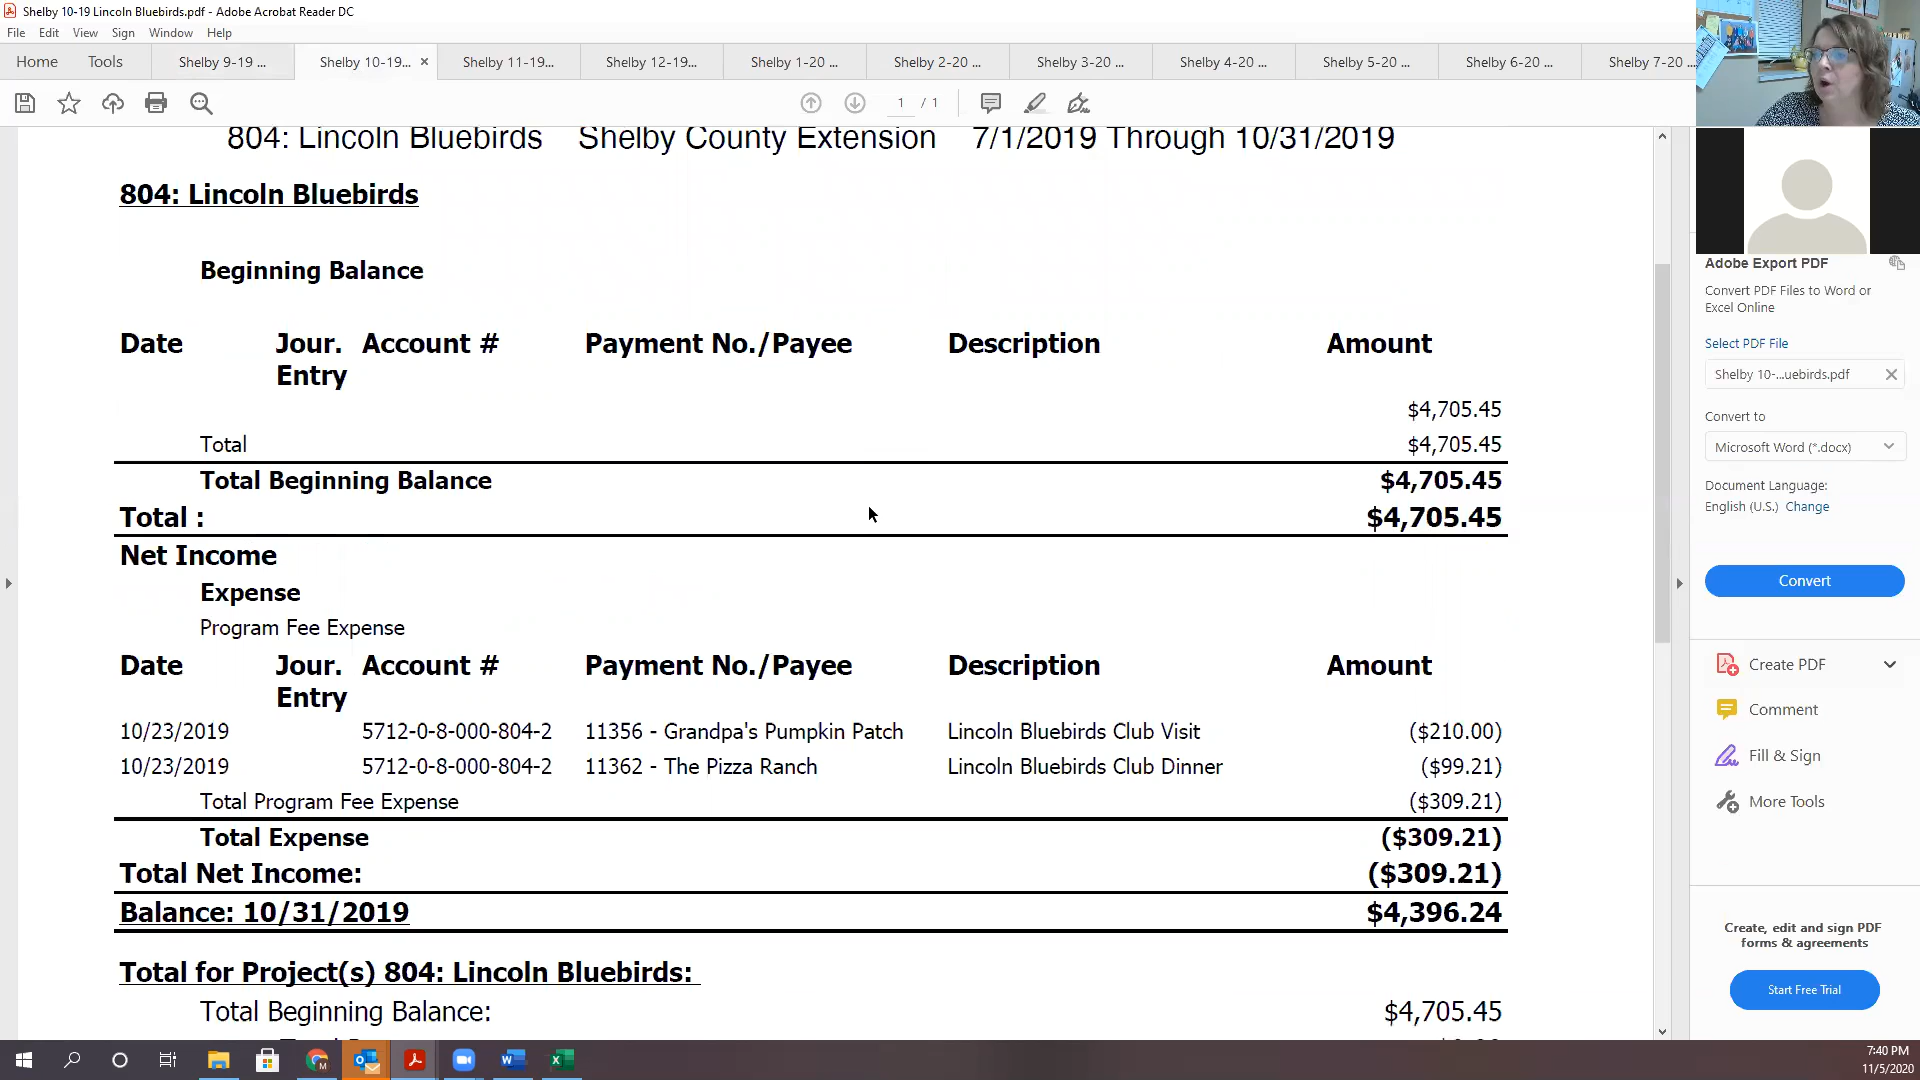 Shelby 10-19 Lincoln Bluebirds.pdf - Adobe Acrobat Reader DC
File Edit View Sign Window Help
Home Tools Shelby 9-19 ... Shelby 10-19... × Shelby 11-19... Shelby 12-19... Shelby 1-20 ... Shelby 2-20 ... Shelby 3-20 ... Shelby 4-20 ... Shelby 5-20 ... Shelby 6-20 ... Shelby 7-20 ...
1 / 1
804: Lincoln Bluebirds Shelby County Extension 7/1/2019 Through 10/31/2019
804: Lincoln Bluebirds
Beginning Balance
Date Jour. Entry Account # Payment No./Payee Description Amount
$4,705.45
Total $4,705.45
Total Beginning Balance $4,705.45
Total : $4,705.45
Net Income
Expense
Program Fee Expense
Date Jour. Entry Account # Payment No./Payee Description Amount
10/23/2019 5712-0-8-000-804-2 11356 - Grandpa's Pumpkin Patch Lincoln Bluebirds Club Visit ($210.00)
10/23/2019 5712-0-8-000-804-2 11362 - The Pizza Ranch Lincoln Bluebirds Club Dinner ($99.21)
Total Program Fee Expense ($309.21)
Total Expense ($309.21)
Total Net Income: ($309.21)
Balance: 10/31/2019 $4,396.24
Total for Project(s) 804: Lincoln Bluebirds:
Total Beginning Balance: $4,705.45
Adobe Export PDF
Convert PDF Files to Word or
Excel Online
Select PDF File
Shelby 10-...uebirds.pdf
Convert to
Microsoft Word (*.docx)
Document Language:
English (U.S.) Change
Convert
Create PDF
Comment
Fill & Sign
More Tools
Create, edit and sign PDF
forms & agreements
Start Free Trial
7:40 PM
11/5/2020